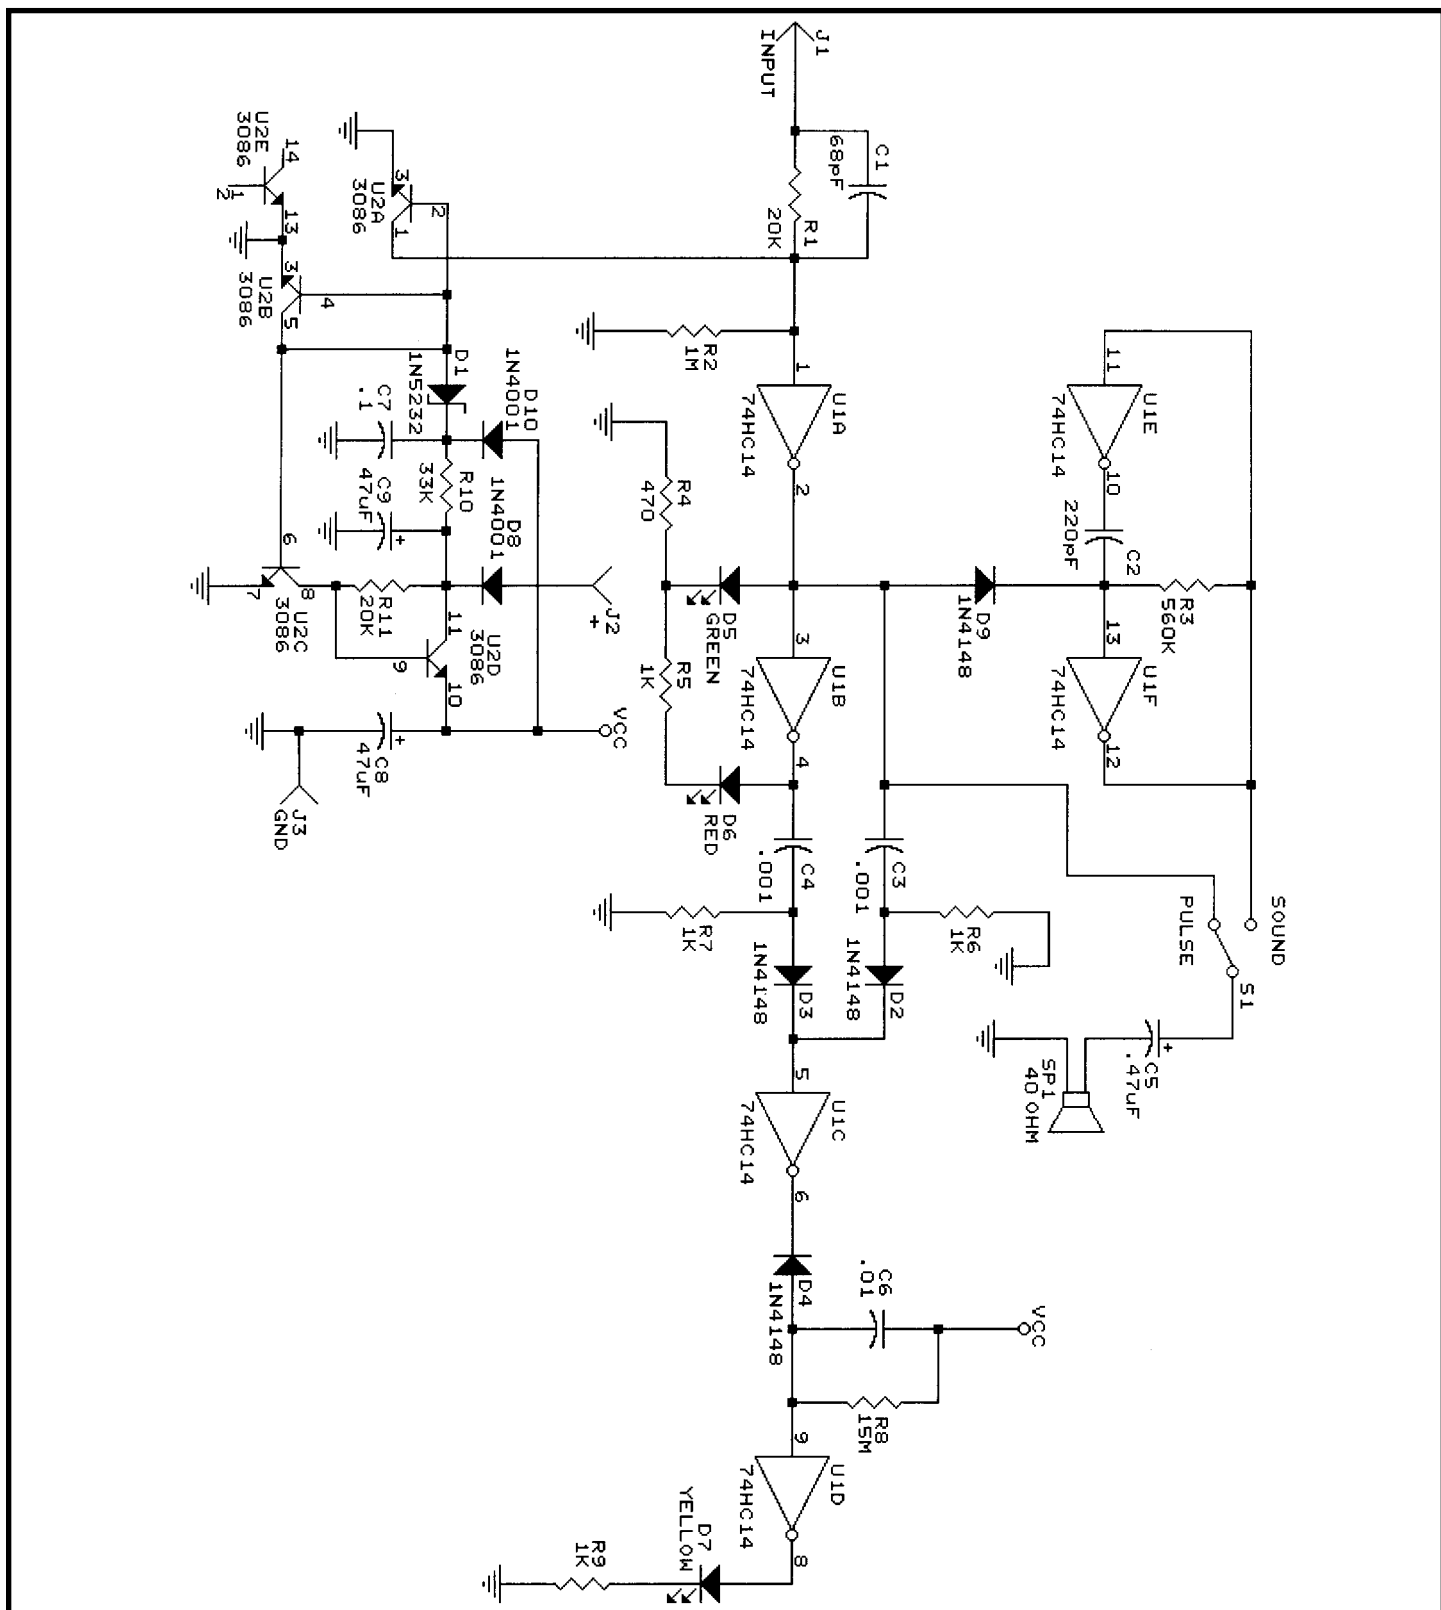 J1
INPUT
C1
68pF
R1
20K
R2
1M
1
U1A
74HC14
2
11
U1E
74HC14
10
C2
220pF
R3
560K
13
U1F
74HC14
12
D9
1N4148
D5
GREEN
R4
470
R5
1K
3
U1B
74HC14
4
D6
RED
C4
.001
C3
.001
R7
1K
R6
1K
D3
1N4148
D2
1N4148
SOUND
PULSE
S1
+
C5
.47uF
SP1
40 OHM
5
U1C
74HC14
6
D4
1N4148
C6
.01
VCC
R8
15M
9
U1D
74HC14
8
D7
YELLOW
R9
1K
14
U2E
3086
1
2
13
3
U2A
3086
2
1
3
U2B
3086
4
5
D1
1N5232
D10
1N4001
C7
.1
R10
33K
C9
47uF
+
D8
1N4001
J2
+
6
U2C
3086
7
8
R11
20K
11
U2D
3086
9
10
VCC
C8
47uF
+
J3
GND